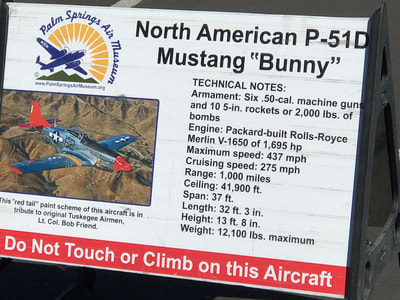 Palm Springs Air Museum
www.PalmSpringsAirMuseum.org
North American P-51D
Mustang "Bunny"
TECHNICAL NOTES:
Armament: Six .50-cal. machine guns
and 10 5-in. rockets or 2,000 lbs. of
bombs
Engine: Packard-built Rolls-Royce
Merlin V-1650 of 1,695 hp
Maximum speed: 437 mph
Cruising speed: 275 mph
Range: 1,000 miles
Ceiling: 41,900 ft.
Span: 37 ft.
Length: 32 ft. 3 in.
Height: 13 ft. 8 in.
Weight: 12,100 lbs. maximum
This "red tail" paint scheme of this aircraft is in
tribute to original Tuskegee Airmen,
Lt. Col. Bob Friend.
Do Not Touch or Climb on this Aircraft